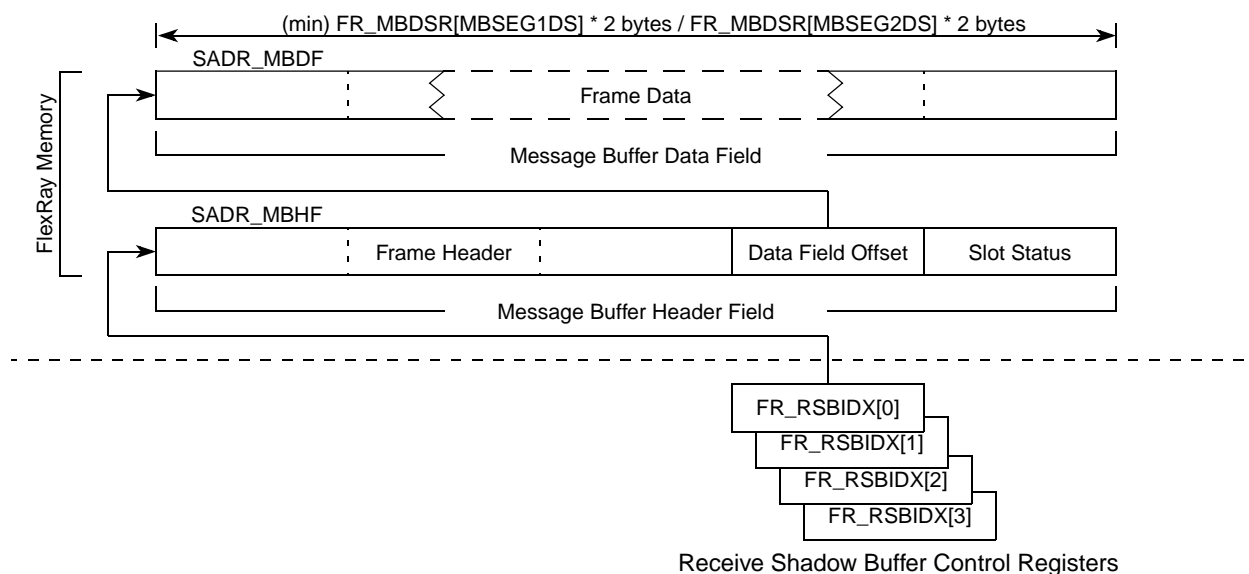 (min) FR_MBDSR[MBSEG1DS] * 2 bytes / FR_MBDSR[MBSEG2DS] * 2 bytes
SADR_MBDF
Frame Data
Message Buffer Data Field
FlexRay Memory
SADR_MBHF
Frame Header
Data Field Offset
Slot Status
Message Buffer Header Field
FR_RSBIDX[0]
FR_RSBIDX[1]
FR_RSBIDX[2]
FR_RSBIDX[3]
Receive Shadow Buffer Control Registers